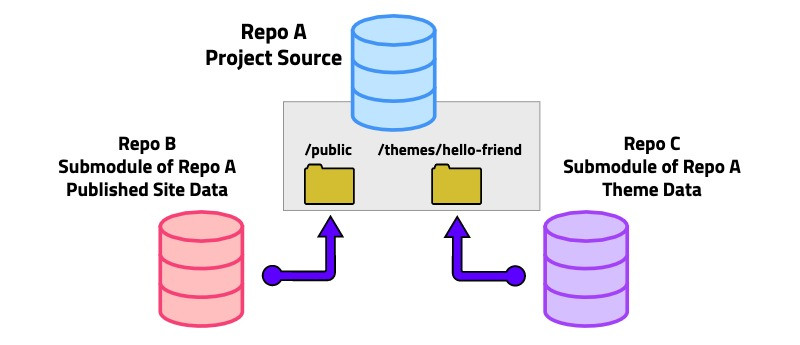 Repo A
Project Source
/public
/themes/hello-friend
Repo B
Submodule of Repo A
Published Site Data
Repo C
Submodule of Repo A
Theme Data